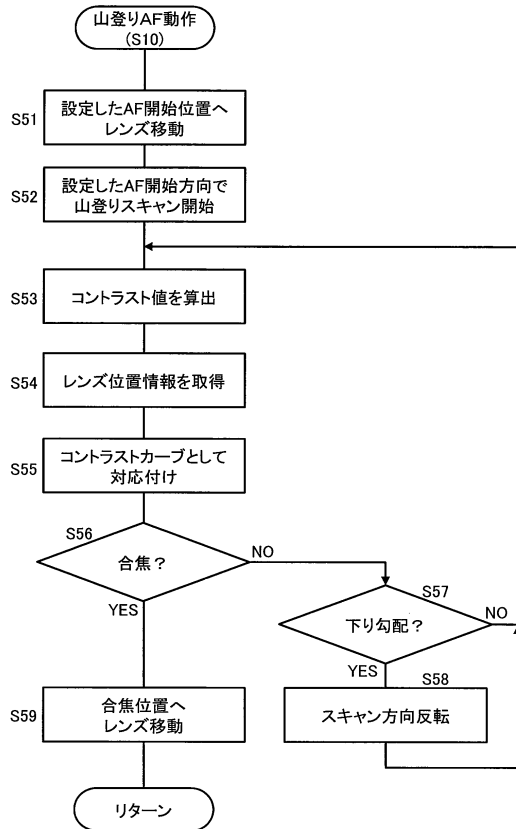 山登りAF動作
(S10)
S51
設定したAF開始位置へ
レンズ移動
S52
設定したAF開始方向で
山登りスキャン開始
S53
コントラスト値を算出
S54
レンズ位置情報を取得
S55
コントラストカーブとして
対応付け
S56
合焦?
NO
YES
S57
下り勾配?
NO
YES
S58
スキャン方向反転
S59
合焦位置へ
レンズ移動
リターン